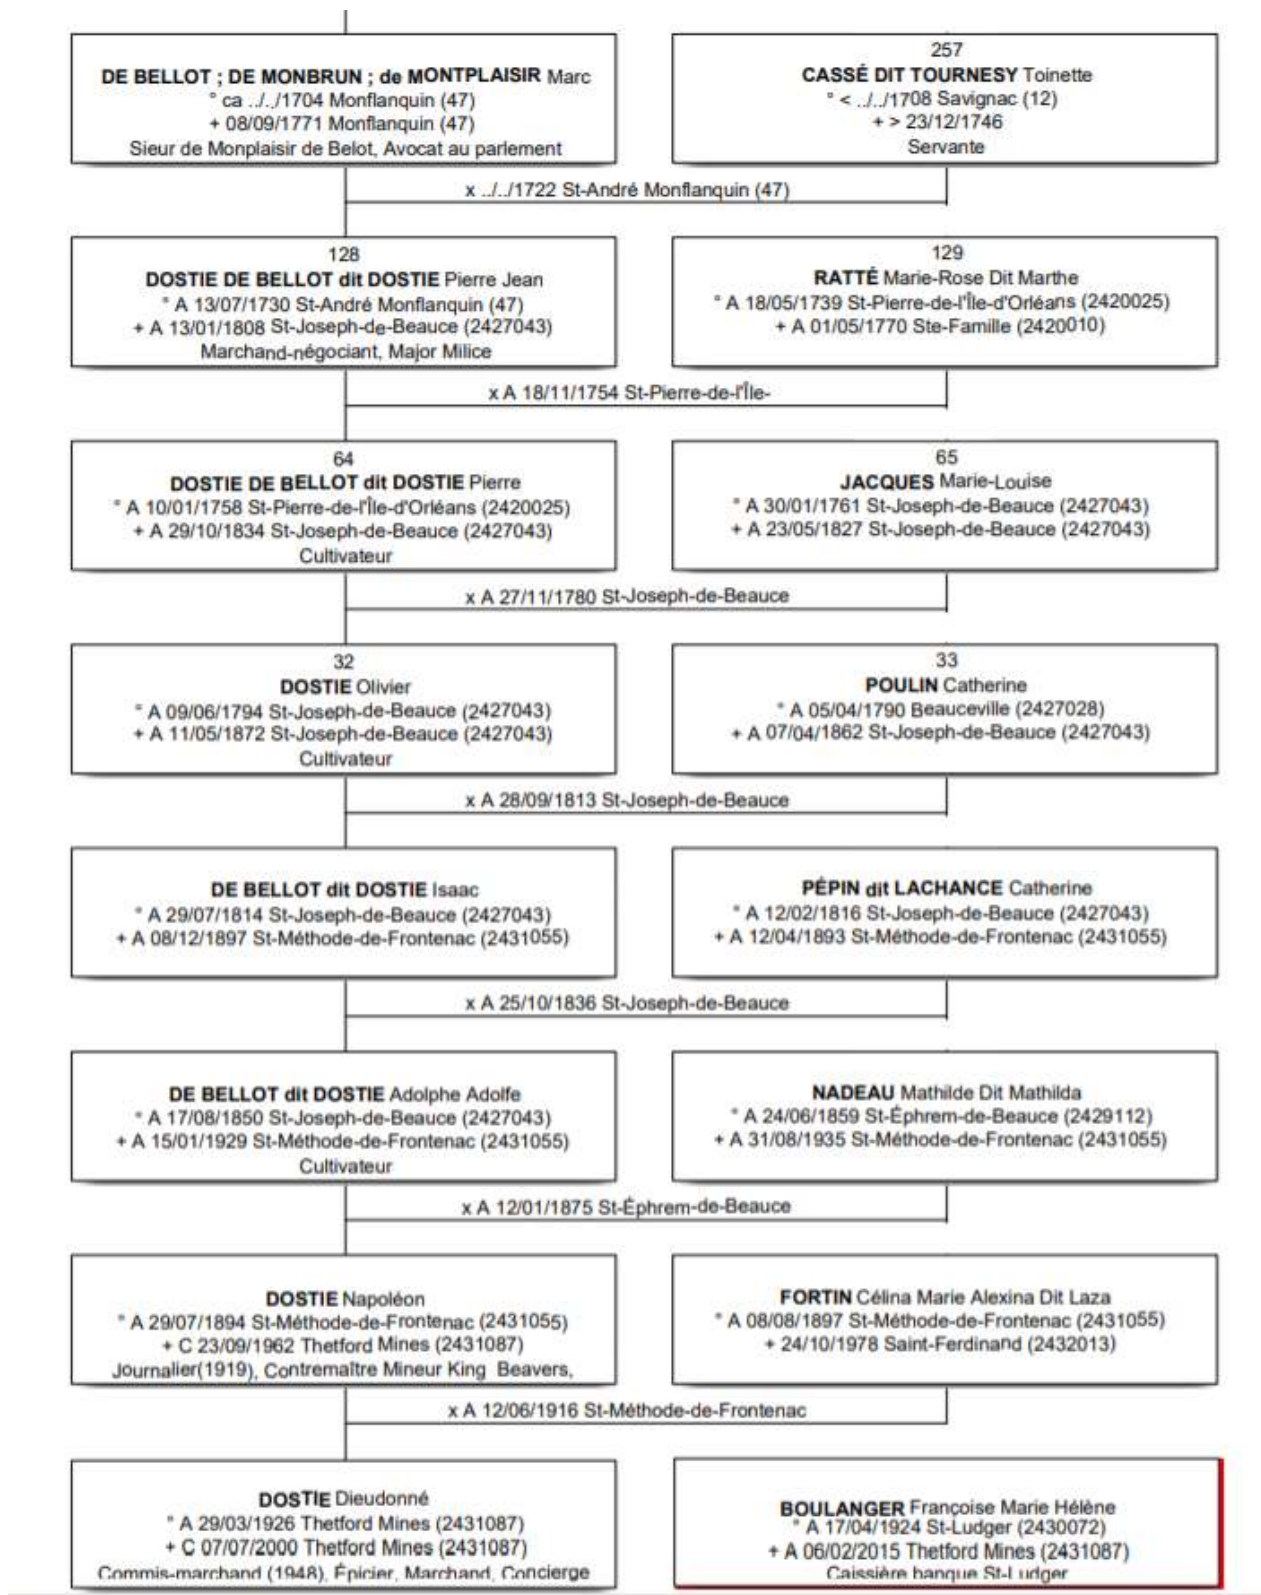 DE BELLOT ; DE MONBRUN ; de MONTPLAISIR Marc
° ca ../../1704 Monflanquin (47)
+ 08/09/1771 Monflanquin (47)
Sieur de Monplaisir de Belot, Avocat au parlement
257
CASSÉ DIT TOURNESY Toinette
° < ../../1708 Savignac (12)
+ > 23/12/1746
Servante
x ../../1722 St-André Monflanquin (47)
128
DOSTIE DE BELLOT dit DOSTIE Pierre Jean
° A 13/07/1730 St-André Monflanquin (47)
+ A 13/01/1808 St-Joseph-de-Beauce (2427043)
Marchand-négociant, Major Milice
129
RATTÉ Marie-Rose Dit Marthe
° A 18/05/1739 St-Pierre-de-l'Île-d'Orléans (2420025)
+ A 01/05/1770 Ste-Famille (2420010)
x A 18/11/1754 St-Pierre-de-l'Île-
64
DOSTIE DE BELLOT dit DOSTIE Pierre
° A 10/01/1758 St-Pierre-de-l'Île-d'Orléans (2420025)
+ A 29/10/1834 St-Joseph-de-Beauce (2427043)
Cultivateur
65
JACQUES Marie-Louise
° A 30/01/1761 St-Joseph-de-Beauce (2427043)
+ A 23/05/1827 St-Joseph-de-Beauce (2427043)
x A 27/11/1780 St-Joseph-de-Beauce
32
DOSTIE Olivier
° A 09/06/1794 St-Joseph-de-Beauce (2427043)
+ A 11/05/1872 St-Joseph-de-Beauce (2427043)
Cultivateur
33
POULIN Catherine
° A 05/04/1790 Beauceville (2427028)
+ A 07/04/1862 St-Joseph-de-Beauce (2427043)
x A 28/09/1813 St-Joseph-de-Beauce
DE BELLOT dit DOSTIE Isaac
° A 29/07/1814 St-Joseph-de-Beauce (2427043)
+ A 08/12/1897 St-Méthode-de-Frontenac (2431055)
PÉPIN dit LACHANCE Catherine
° A 12/02/1816 St-Joseph-de-Beauce (2427043)
+ A 12/04/1893 St-Méthode-de-Frontenac (2431055)
x A 25/10/1836 St-Joseph-de-Beauce
DE BELLOT dit DOSTIE Adolphe Adolfe
° A 17/08/1850 St-Joseph-de-Beauce (2427043)
+ A 15/01/1929 St-Méthode-de-Frontenac (2431055)
Cultivateur
NADEAU Mathilde Dit Mathilda
° A 24/06/1859 St-Éphrem-de-Beauce (2429112)
+ A 31/08/1935 St-Méthode-de-Frontenac (2431055)
x A 12/01/1875 St-Éphrem-de-Beauce
DOSTIE Napoléon
° A 29/07/1894 St-Méthode-de-Frontenac (2431055)
+ C 23/09/1962 Thetford Mines (2431087)
Journalier(1919), Contremaître Mineur King Beavers,
FORTIN Célina Marie Alexina Dit Laza
° A 08/08/1897 St-Méthode-de-Frontenac (2431055)
+ 24/10/1978 Saint-Ferdinand (2432013)
x A 12/06/1916 St-Méthode-de-Frontenac
DOSTIE Dieudonné
° A 29/03/1926 Thetford Mines (2431087)
+ C 07/07/2000 Thetford Mines (2431087)
Commis-marchand (1948), Épicier, Marchand, Concierge
BOULANGER Françoise Marie Hélène
° A 17/04/1924 St-Ludger (2430072)
+ A 06/02/2015 Thetford Mines (2431087)
Caissière banque St-Ludger